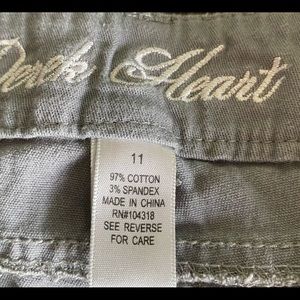 Derek Heart
11
97% COTTON
3% SPANDEX
MADE IN CHINA
RN#104318
SEE REVERSE
FOR CARE